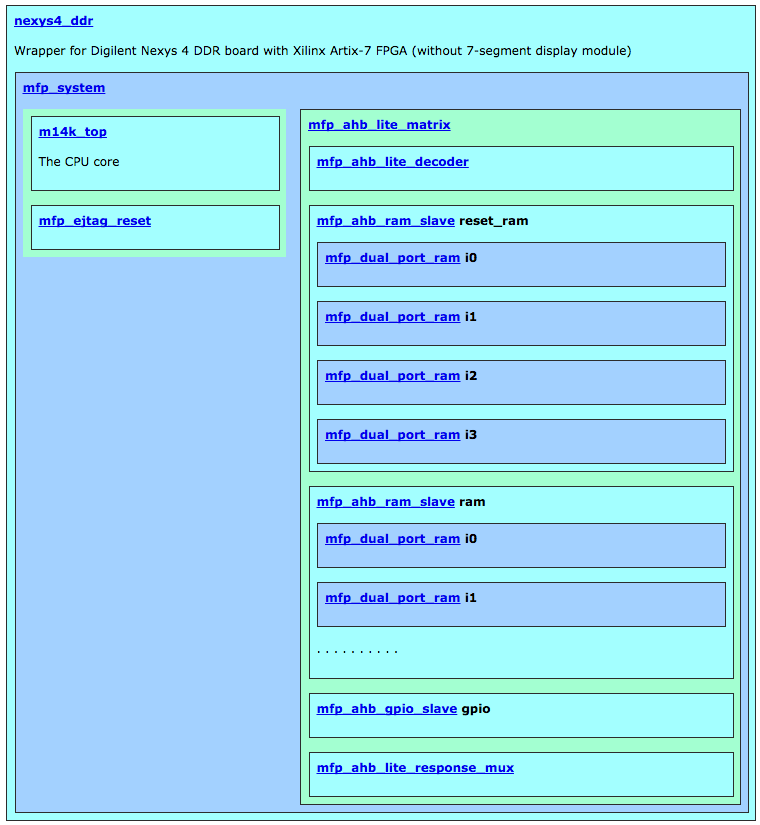 nexys4_ddr
Wrapper for Digilent Nexys 4 DDR board with Xilinx Artix-7 FPGA (without 7-segment display module)
mfp_system
m14k_top
The CPU core
mfp_ejtag_reset
mfp_ahb_lite_matrix
mfp_ahb_lite_decoder
mfp_ahb_ram_slave reset_ram
mfp_dual_port_ram i0
mfp_dual_port_ram i1
mfp_dual_port_ram i2
mfp_dual_port_ram i3
mfp_ahb_ram_slave ram
mfp_dual_port_ram i0
mfp_dual_port_ram i1
. . . . . . . . . .
mfp_ahb_gpio_slave gpio
mfp_ahb_lite_response_mux